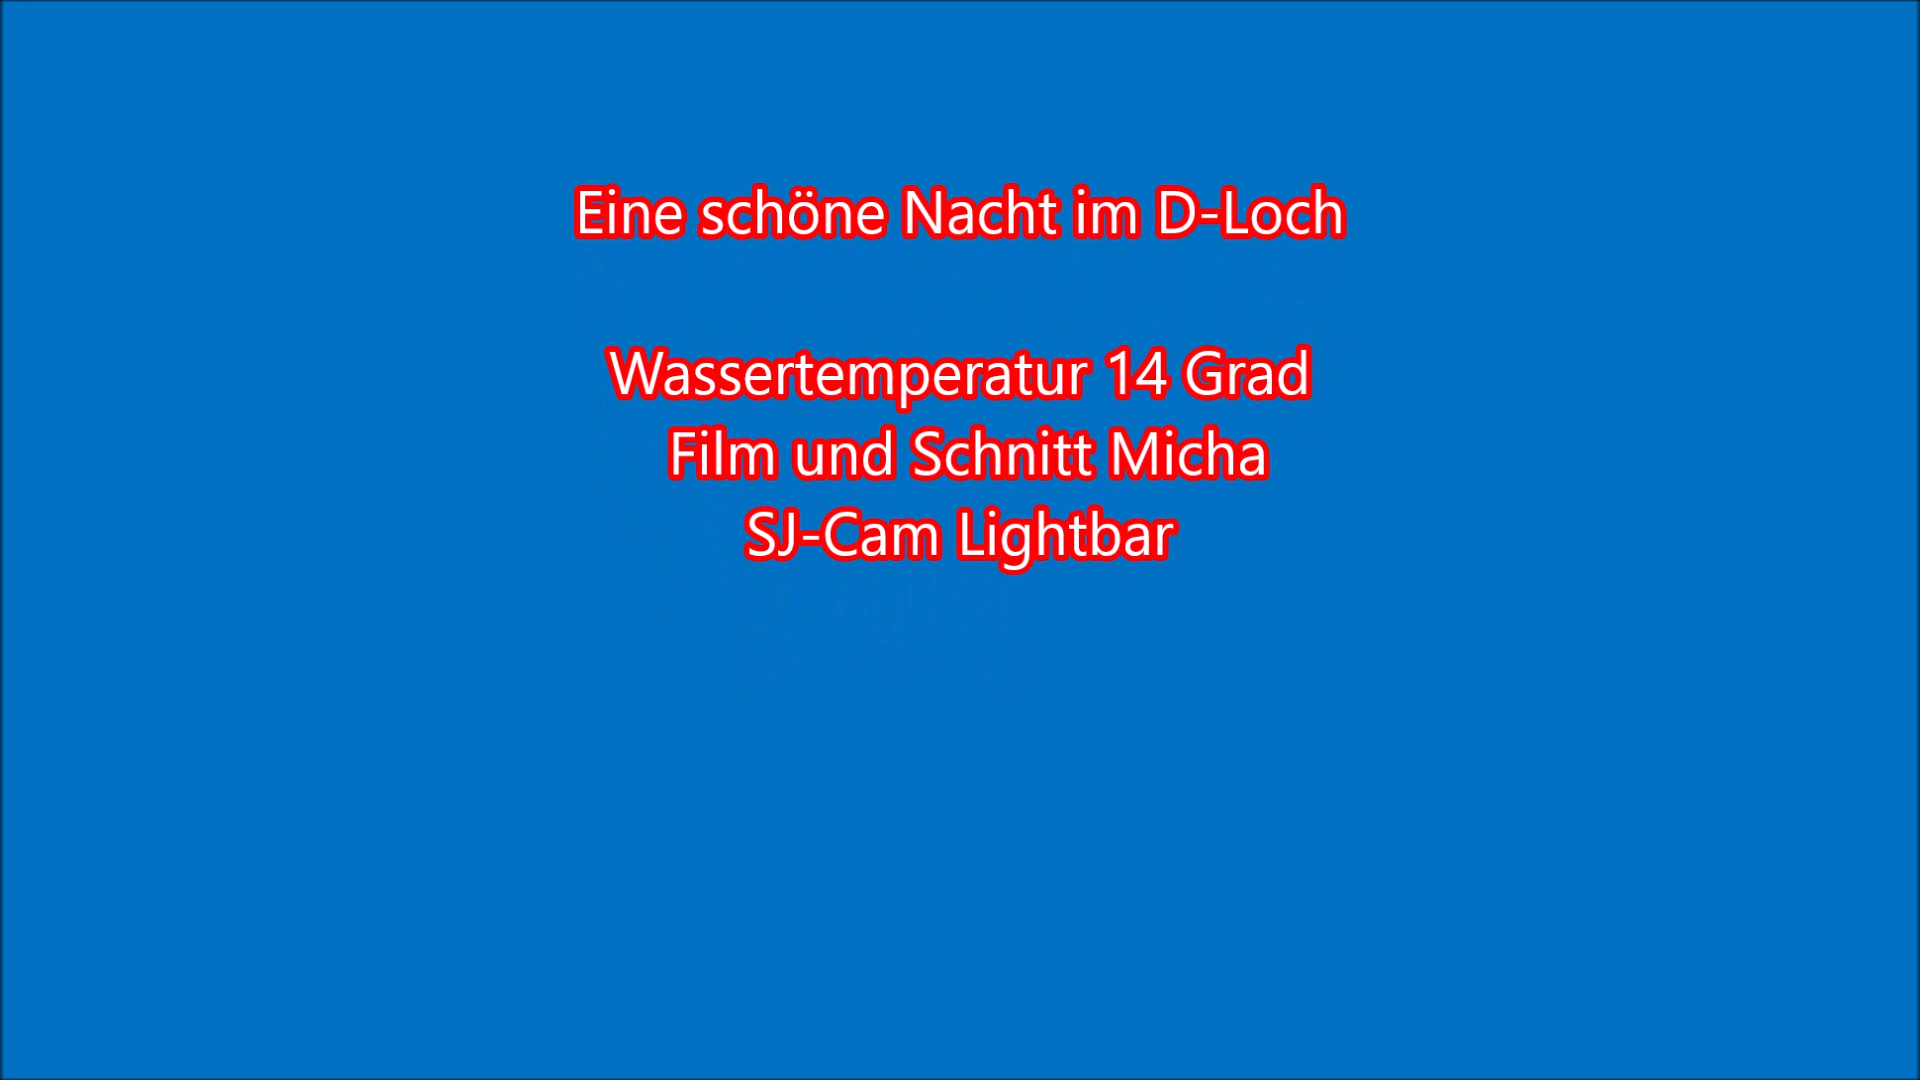 Eine schöne Nacht im D-Loch
Wassertemperatur 14 Grad
Film und Schnitt Micha
SJ-Cam Lightbar